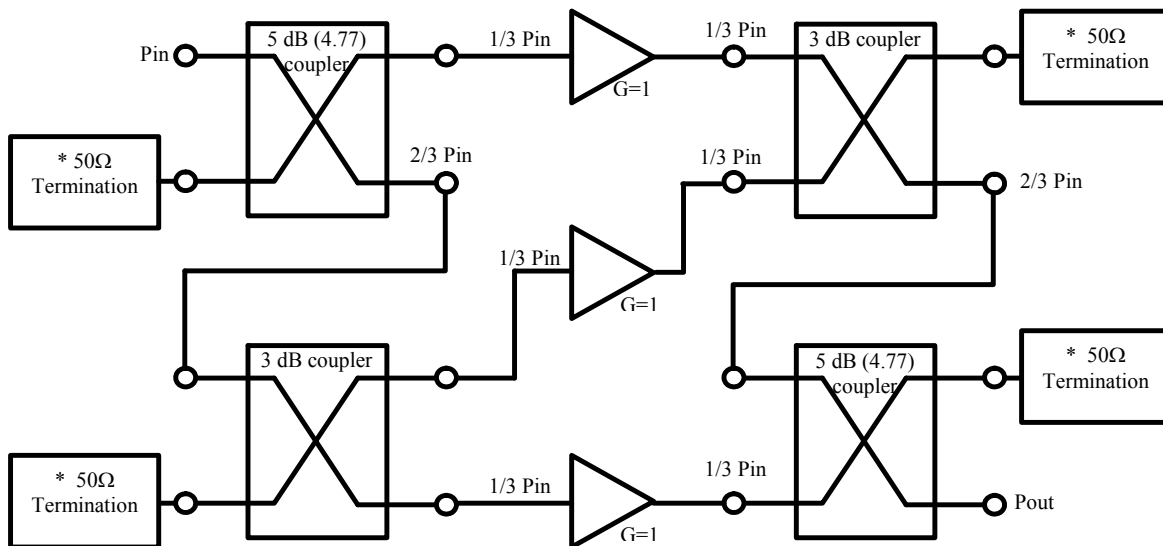 5 dB (4.77)
coupler
Pin
1/3 Pin
G=1
1/3 Pin
3 dB coupler
* 50Ω
Termination
* 50Ω
Termination
2/3 Pin
1/3 Pin
2/3 Pin
1/3 Pin
G=1
3 dB coupler
5 dB (4.77)
coupler
* 50Ω
Termination
* 50Ω
Termination
1/3 Pin
G=1
1/3 Pin
Pout